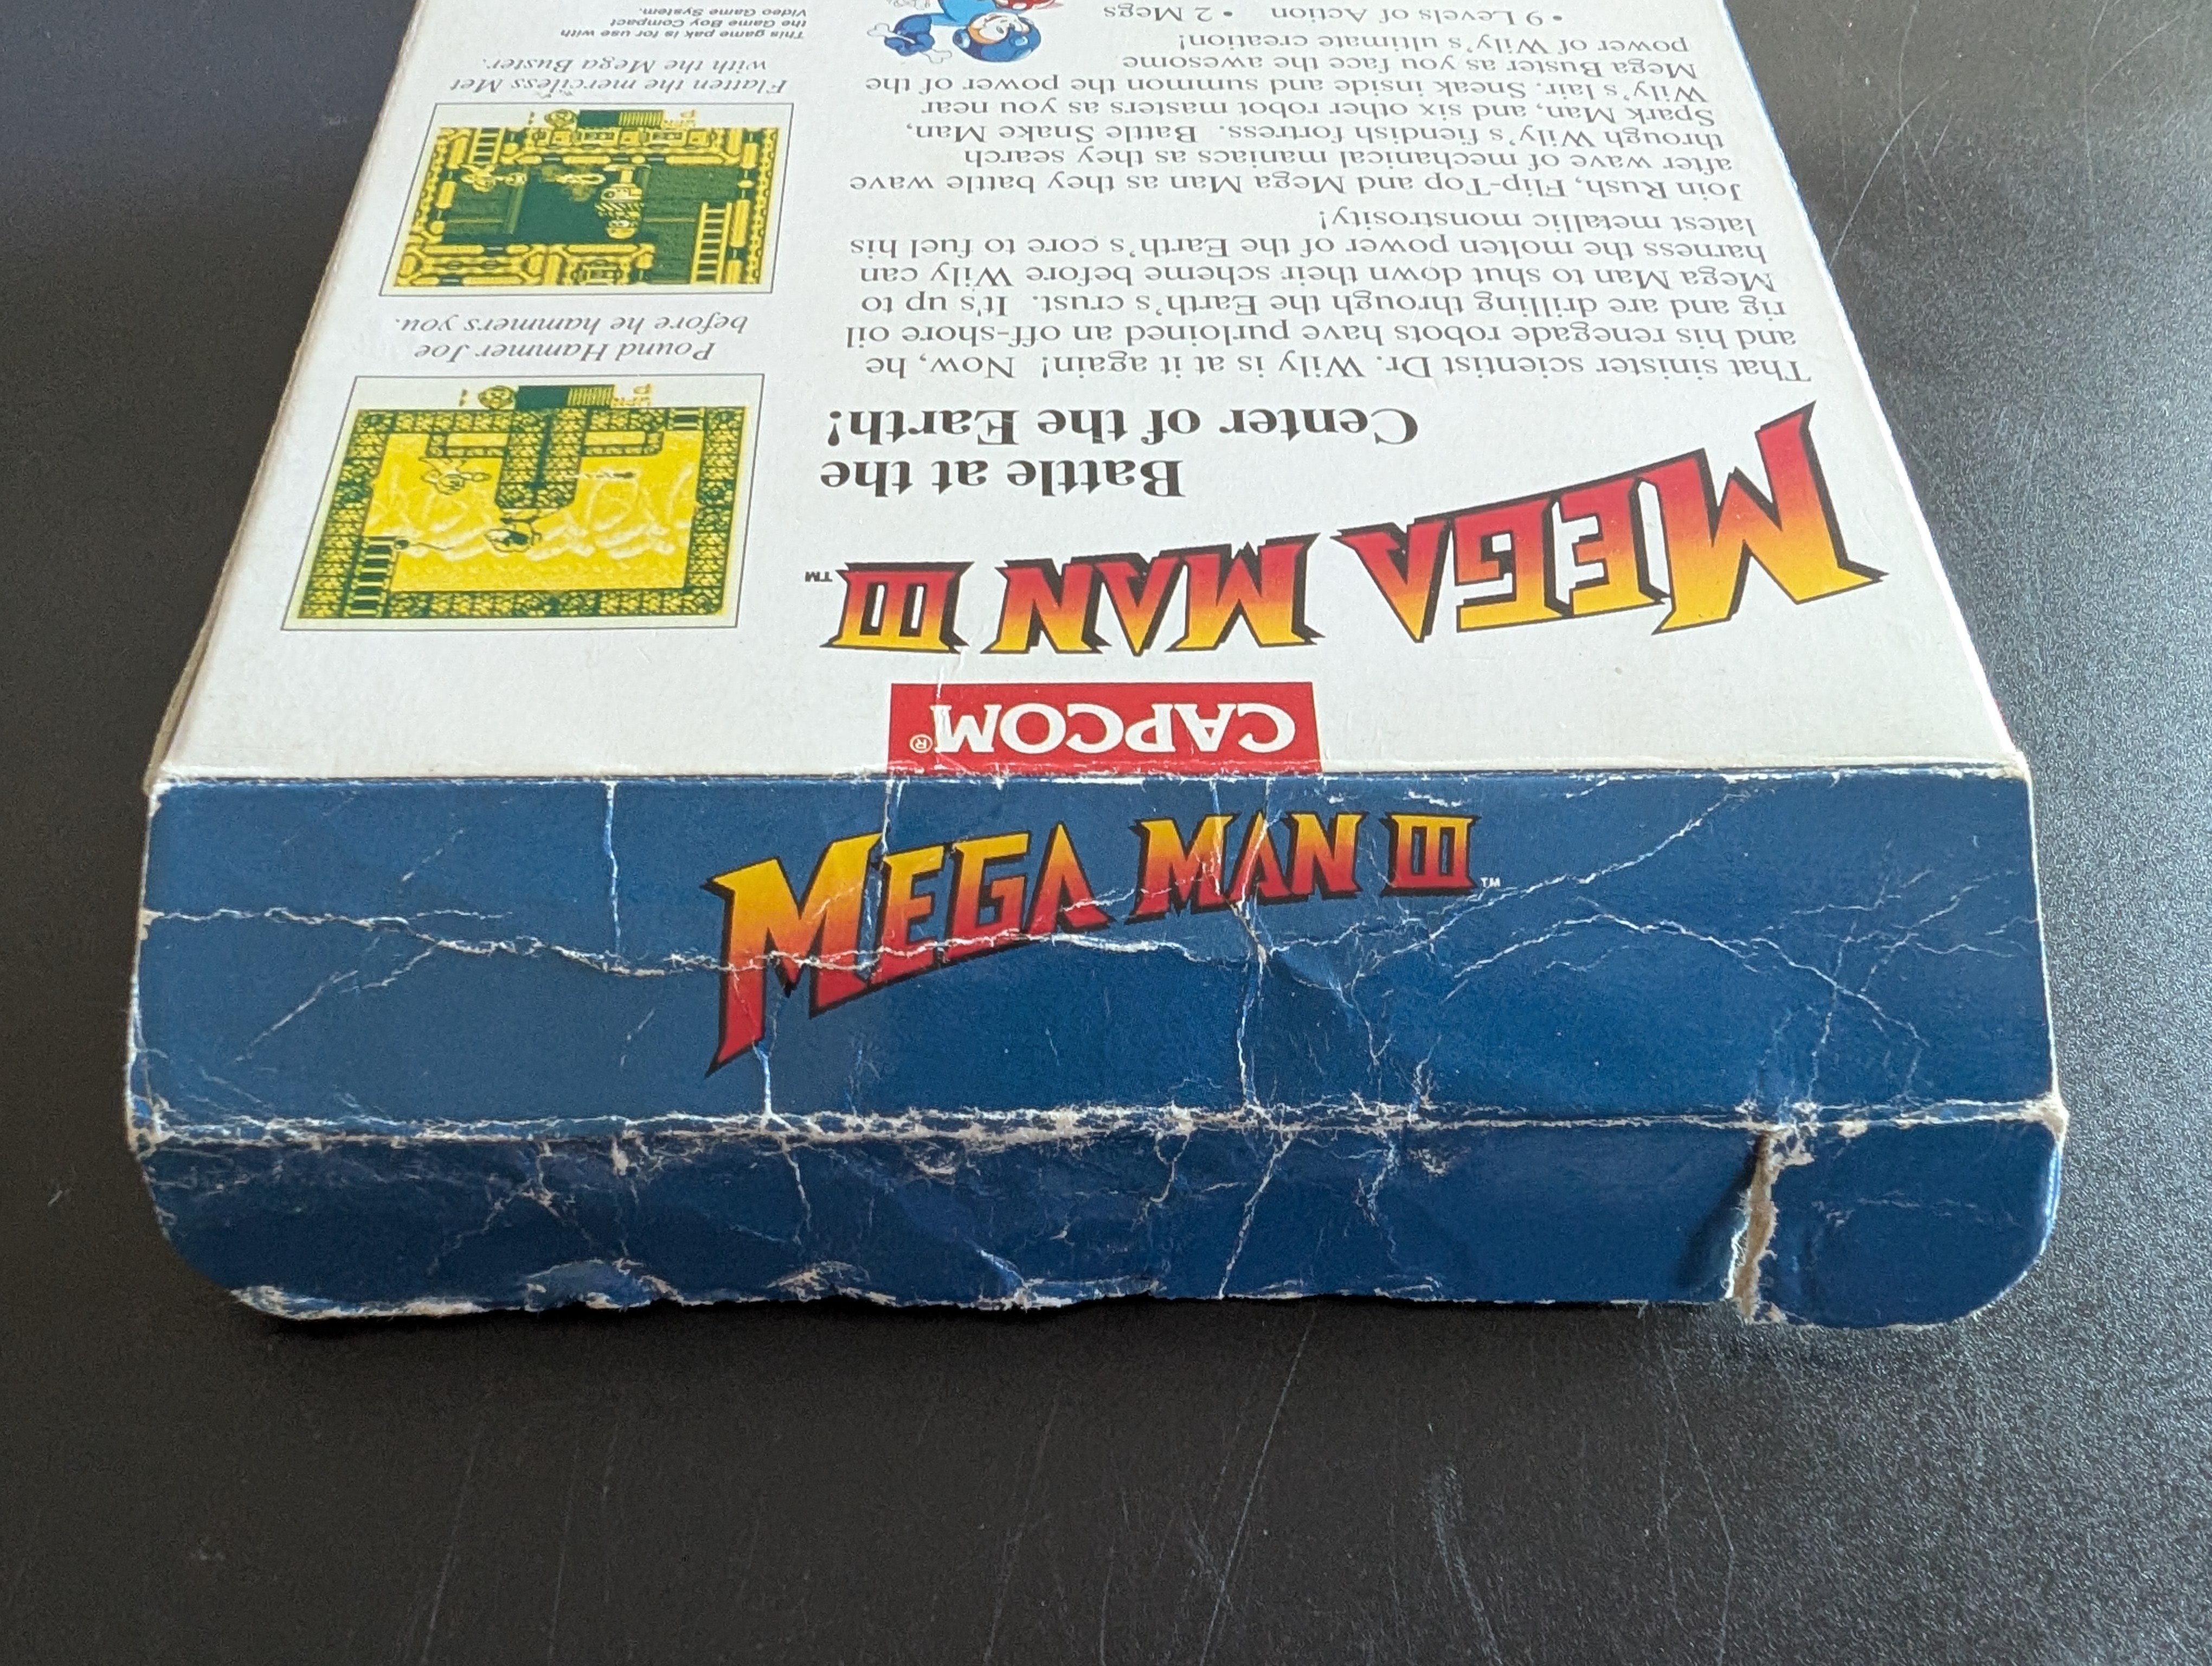 CAPCOM®
MEGA MAN III™
Battle at the
Center of the Earth!
That sinister scientist Dr. Wily is at it again! Now, he
and his renegade robots have purloined an off-shore oil
rig and are drilling through the Earth's crust. It's up to
Mega Man to shut down their scheme before Wily can
harness the molten power of the Earth's core to fuel his
latest metallic monstrosity!
Join Rush, Flip-Top and Mega Man as they battle wave
after wave of mechanical maniacs as they search
through Wily's fiendish fortress. Battle Snake Man,
Spark Man, and six other robot masters as you near
Wily's lair. Sneak inside and summon the power of the
Mega Buster as you face the awesome
power of Wily's ultimate creation!
• 9 Levels of Action • 2 Megs
Pound Hammer Joe
before he hammers you.
Flatten the merciless Met
with the Mega Buster.
This game pak is for use with
the Game Boy Compact
Video Game System.
MEGA MAN III™